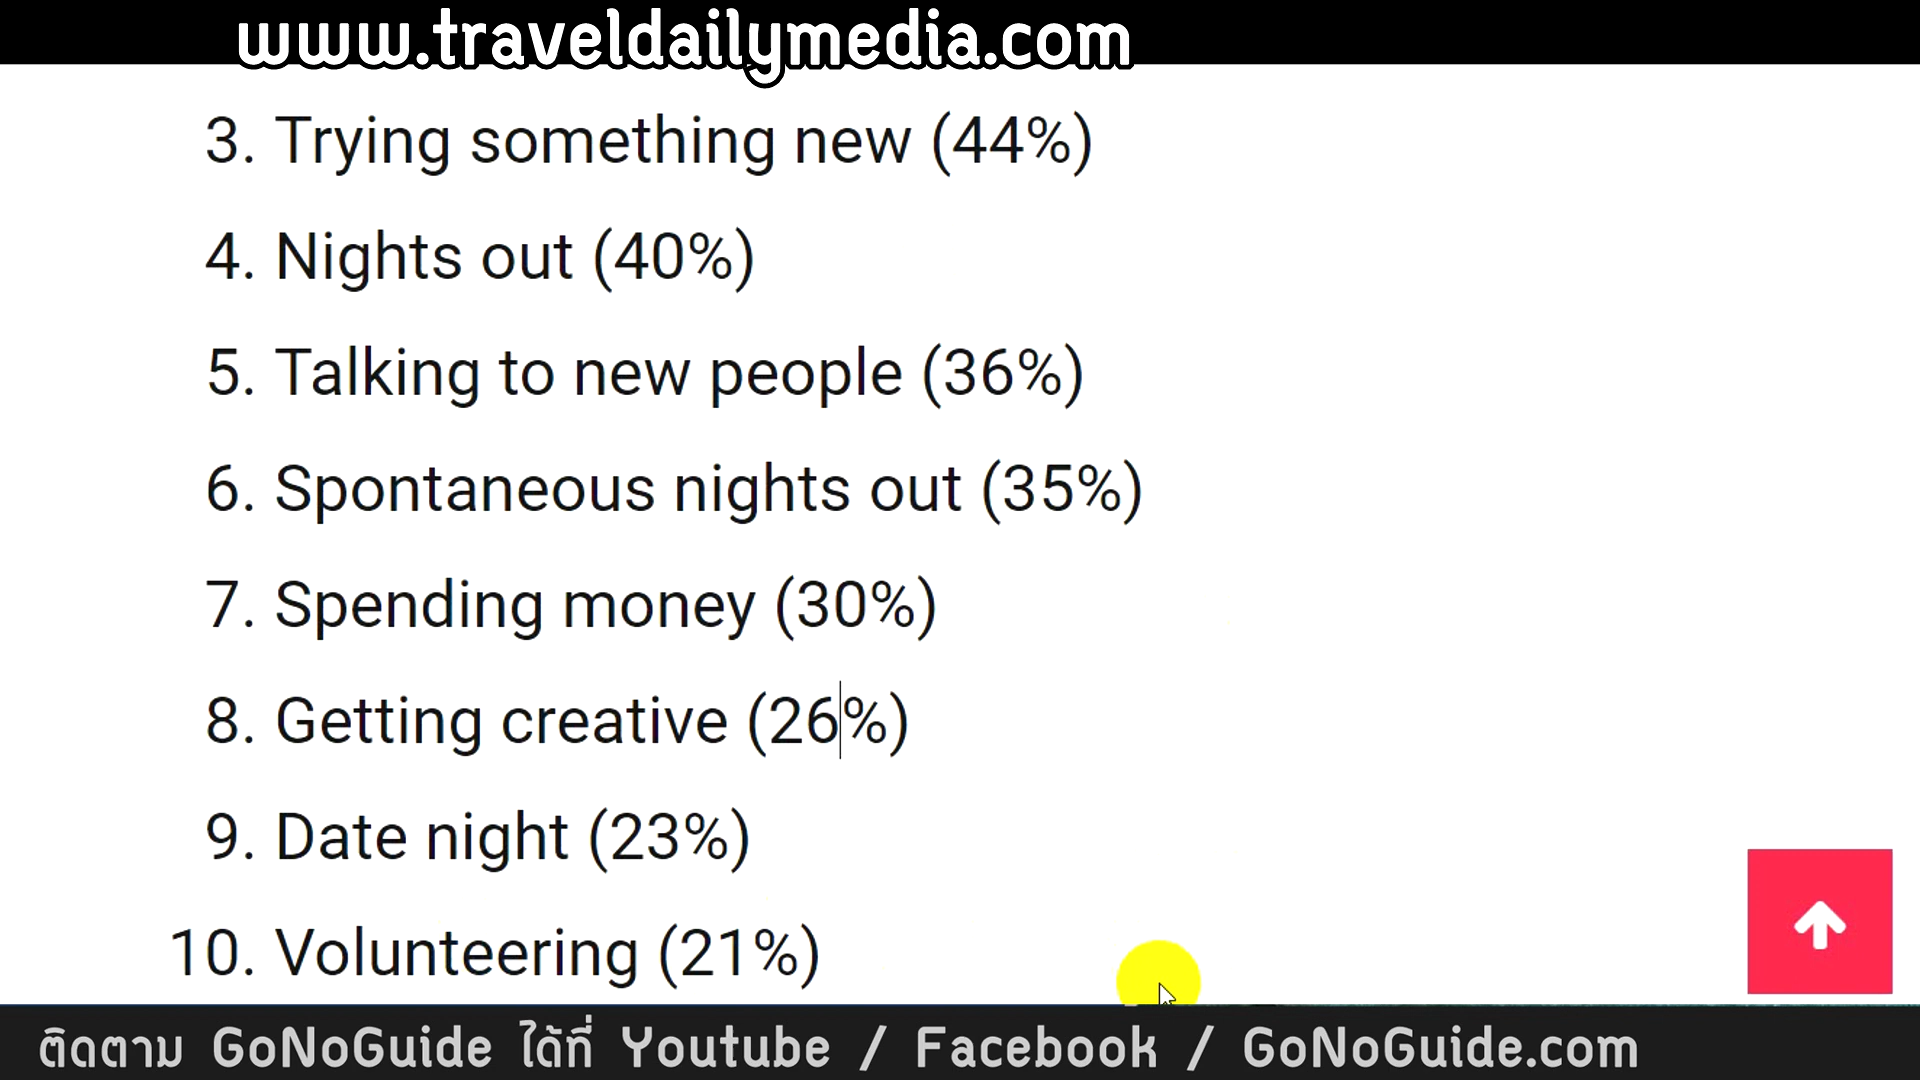 www.traveldailymedia.com
3. Trying something new (44%)
4. Nights out (40%)
5. Talking to new people (36%)
6. Spontaneous nights out (35%)
7. Spending money (30%)
8. Getting creative (26%)
9. Date night (23%)
10. Volunteering (21%)
ติดตาม GoNoGuide ได้ที่ Youtube / Facebook / GoNoGuide.com